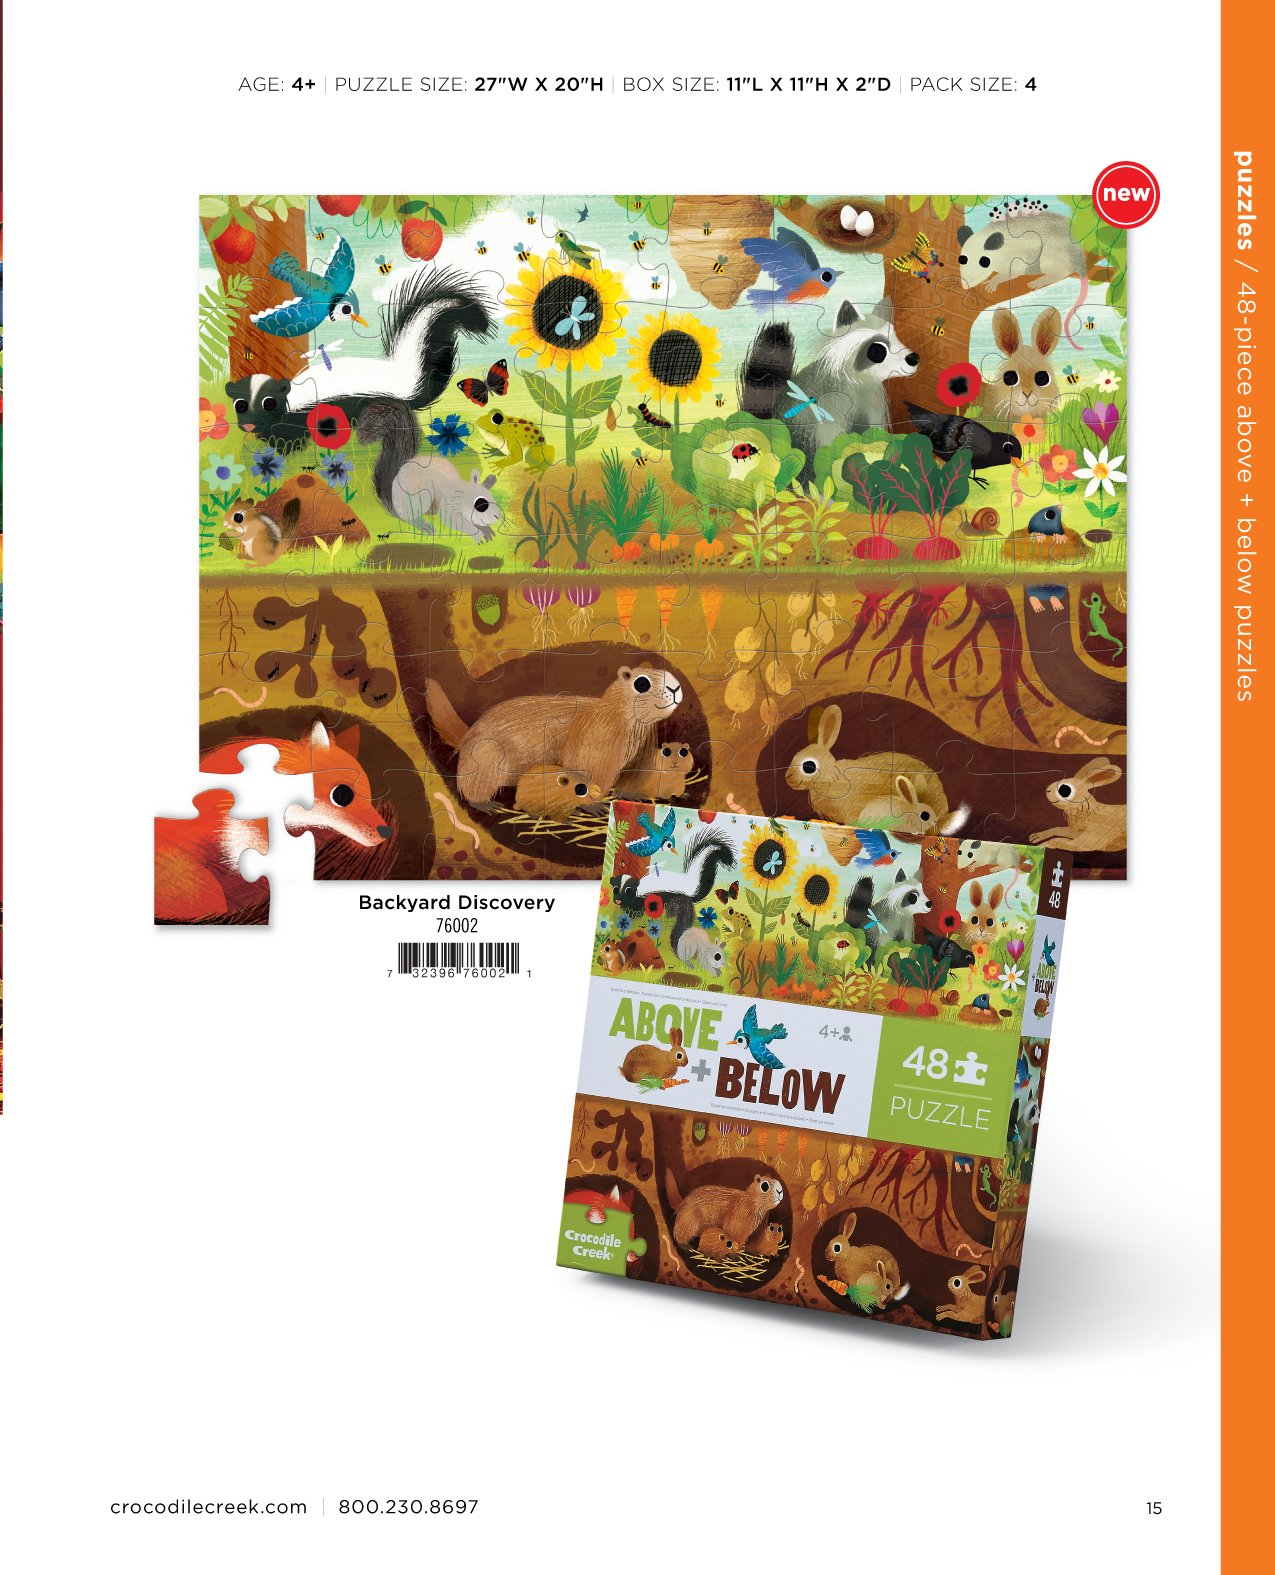 AGE: 4+ | PUZZLE SIZE: 27"W X 20"H | BOX SIZE: 11"L X 11"H X 2"D | PACK SIZE: 4
new
puzzles / 48-piece above + below puzzles
Backyard Discovery
76002
7 32396 76002 1
48
ABOVE
+ BELOW
4+
48
PUZZLE
ABOVE
+ BELOW
Crocodile
Creek
crocodilecreek.com | 800.230.8697
15